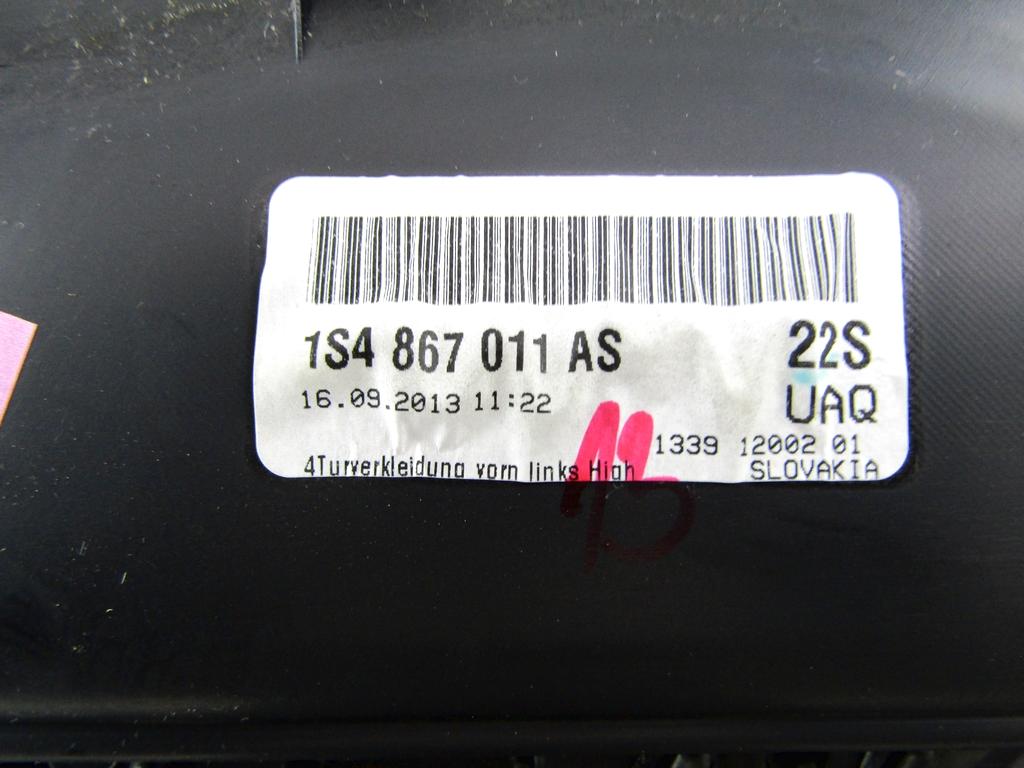 1S4 867 011 AS 22S
16.09.2013 11:22 UAQ
1339 12002 01
4Turverkleidung vorn links High SLOVAKIA